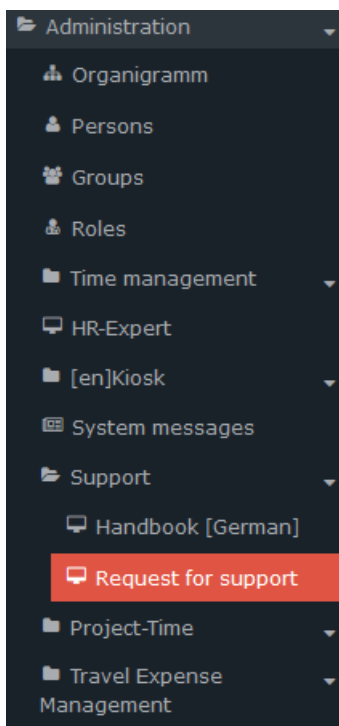 Administration
Organigramm
Persons
Groups
Roles
Time management
HR-Expert
[en]Kiosk
System messages
Support
Handbook [German]
Request for support
Project-Time
Travel Expense
Management